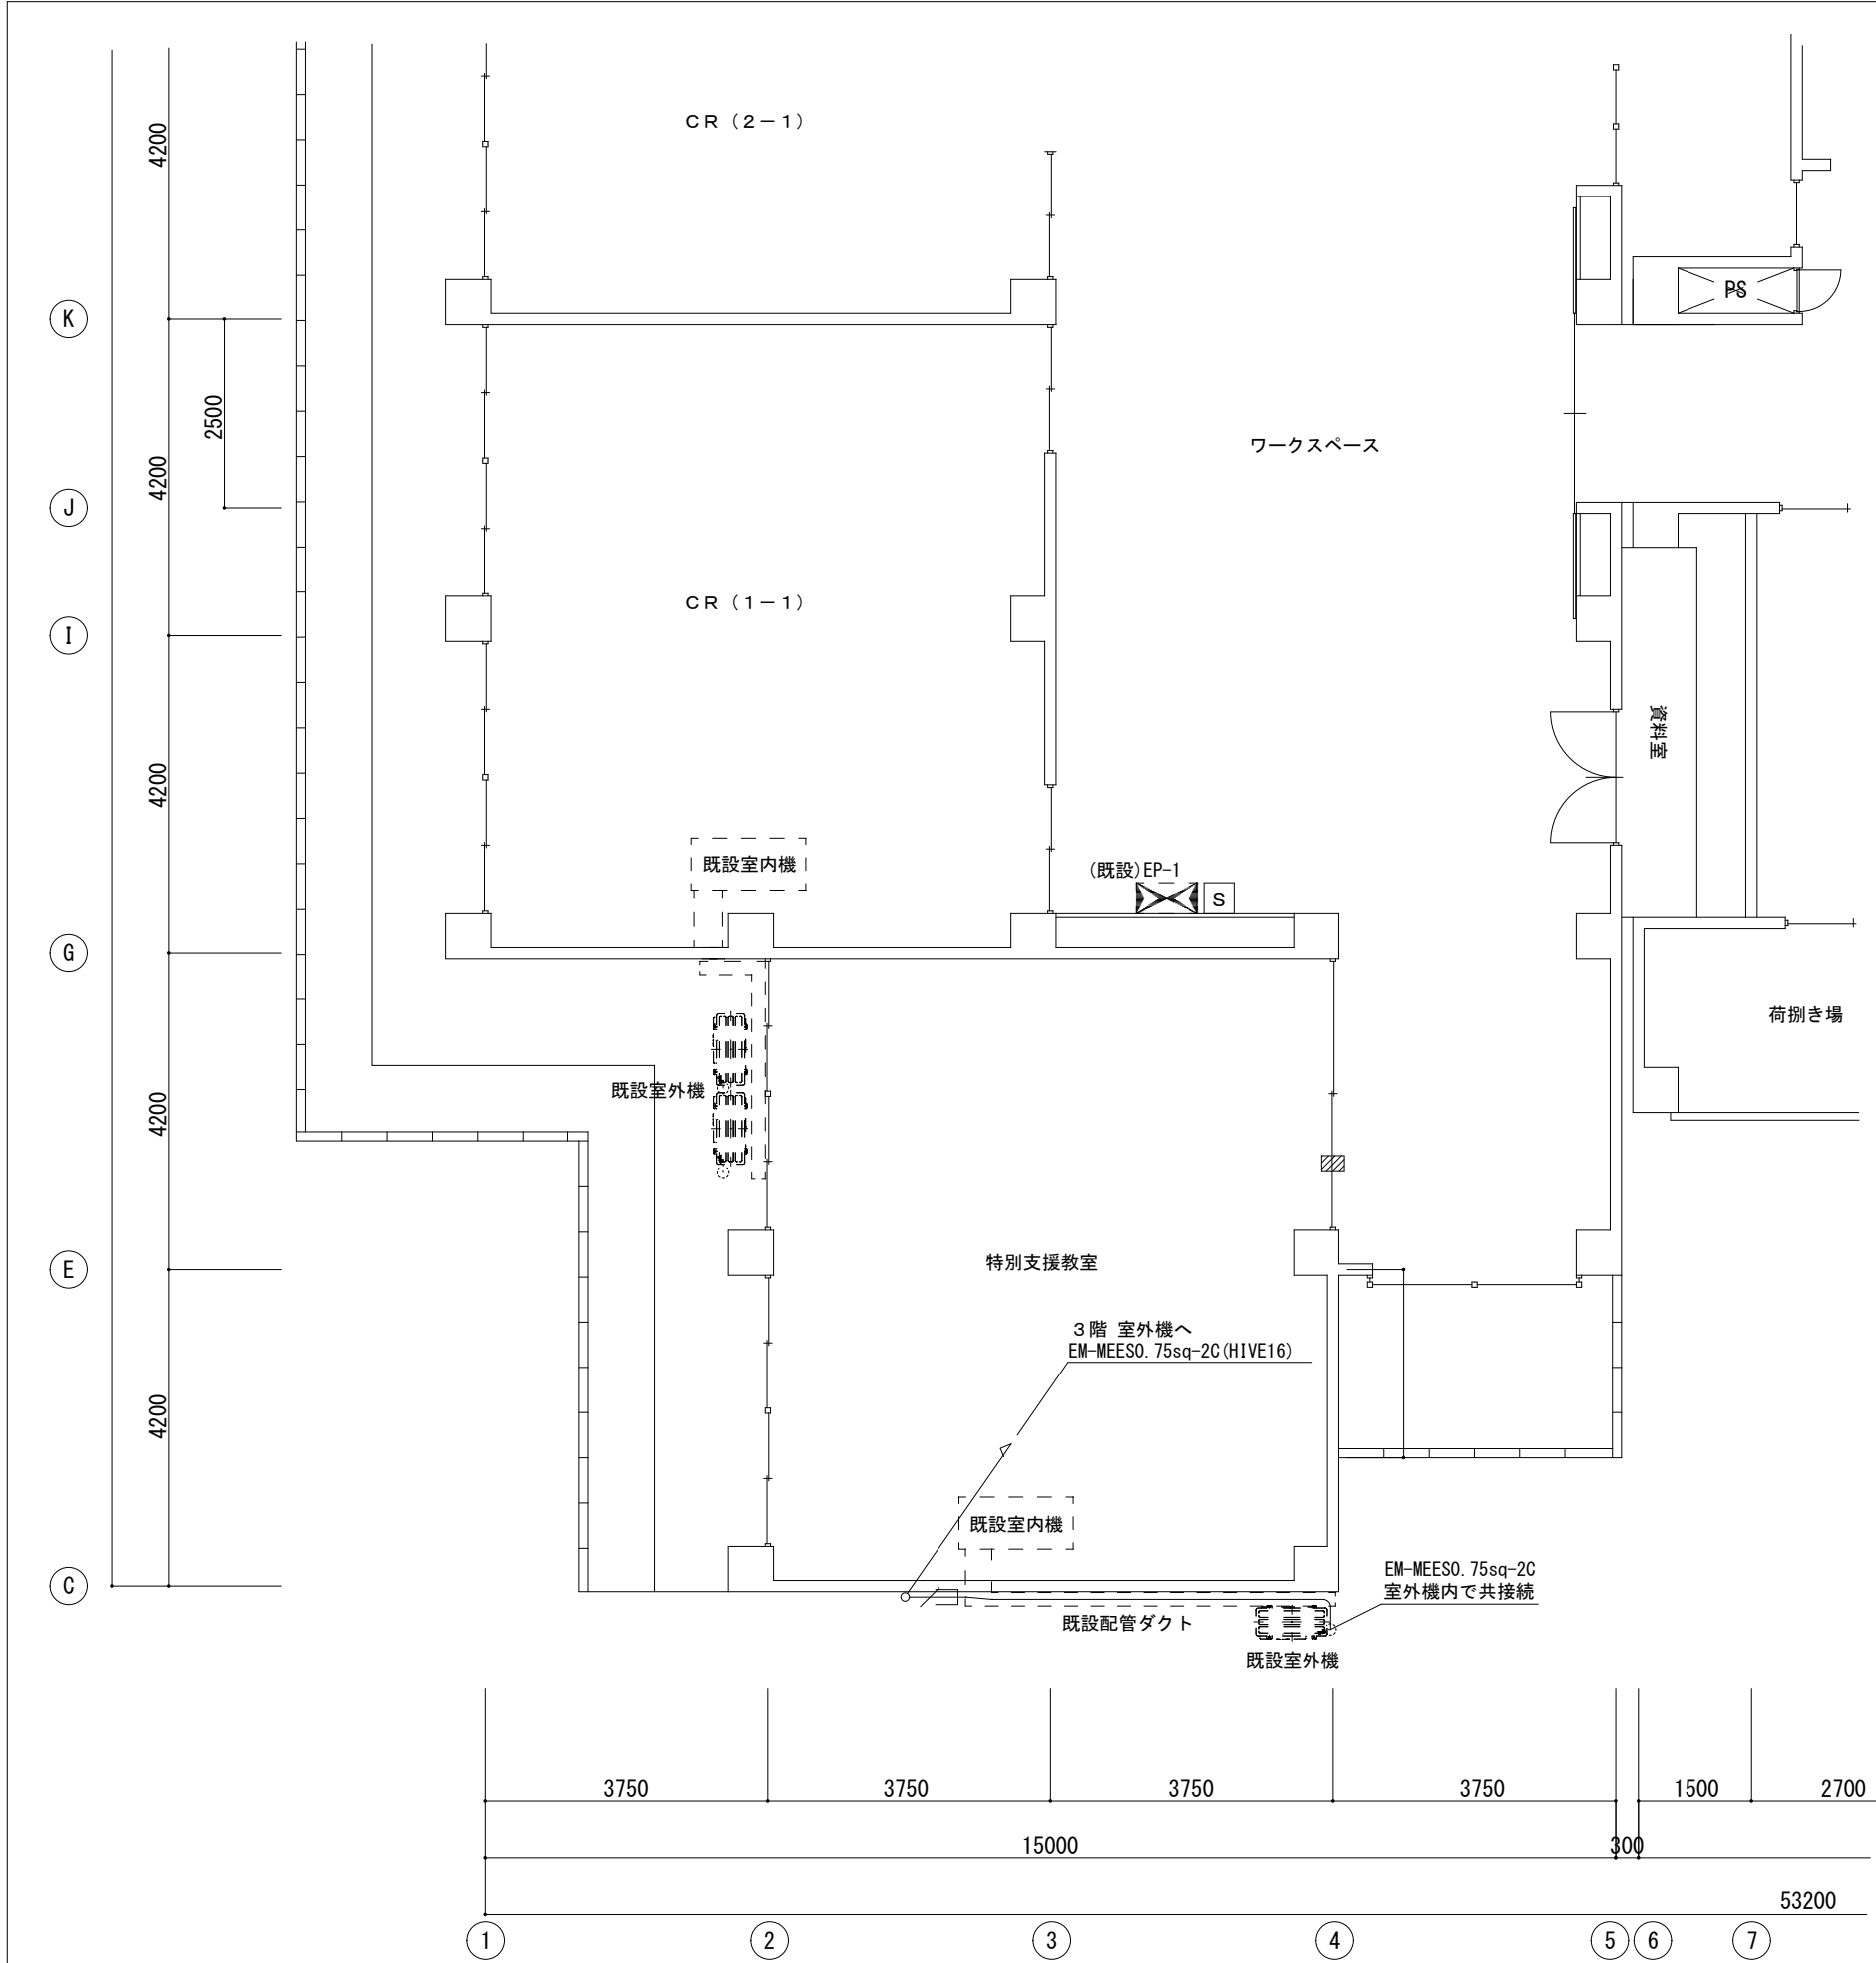 4200
CR（2－1）
K
PS
2500
4200
ワークスペース
J
CR（1－1）
I
資料室
4200
既設室内機
(既設)EP-1
S
G
荷捌き場
既設室外機
4200
E
特別支援教室
３階 室外機へ
EM-MEES0.75sq-2C(HIVE16)
4200
既設室内機
C
EM-MEES0.75sq-2C
室外機内で共接続
既設配管ダクト
既設室外機
3750
3750
3750
3750
1500
2700
15000
300
53200
1
2
3
4
5
6
7